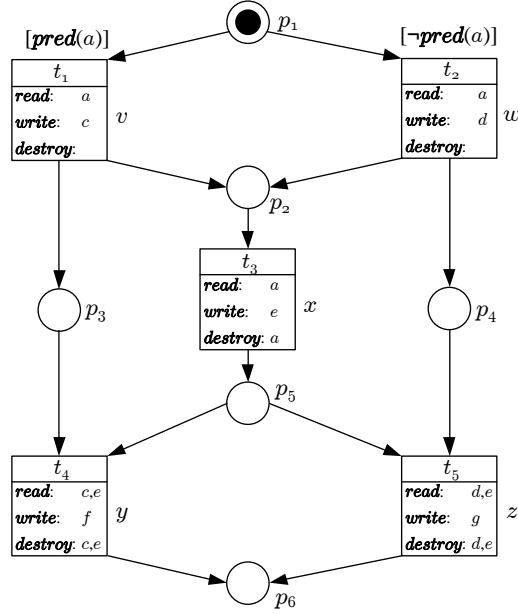 p1
[pred(a)]
[¬pred(a)]
t1
read: a
write: c
destroy:
v
t2
read: a
write: d
destroy:
w
p2
t3
read: a
write: e
destroy: a
x
p3
p4
p5
t4
read: c,e
write: f
destroy: c,e
y
t5
read: d,e
write: g
destroy: d,e
z
p6